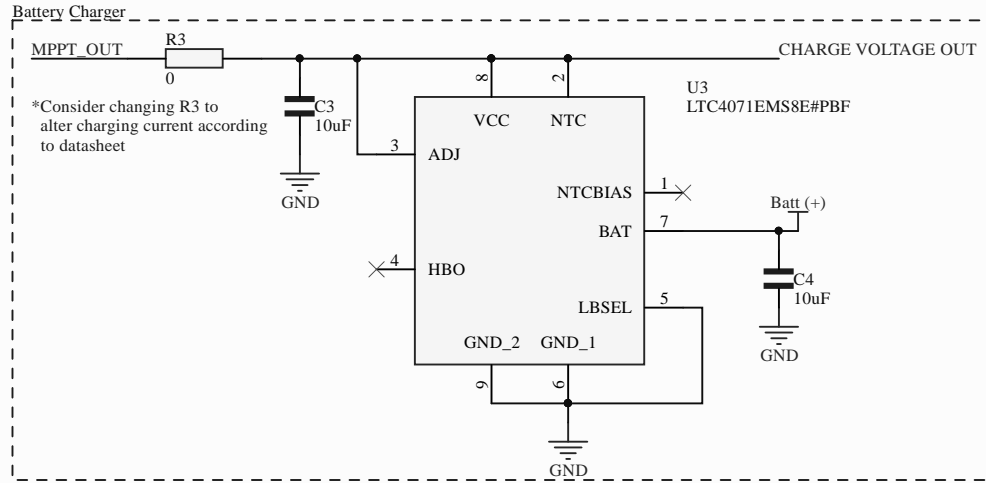 Battery Charger
MPPT_OUT
R3
0
CHARGE VOLTAGE OUT
*Consider changing R3 to
alter charging current according
to datasheet
C3
10uF
GND
8
2
U3
LTC4071EMS8E#PBF
VCC
NTC
3
ADJ
NTCBIAS
1
BAT
7
Batt (+)
4
HBO
C4
10uF
LBSEL
5
GND
GND_2
GND_1
9
6
GND